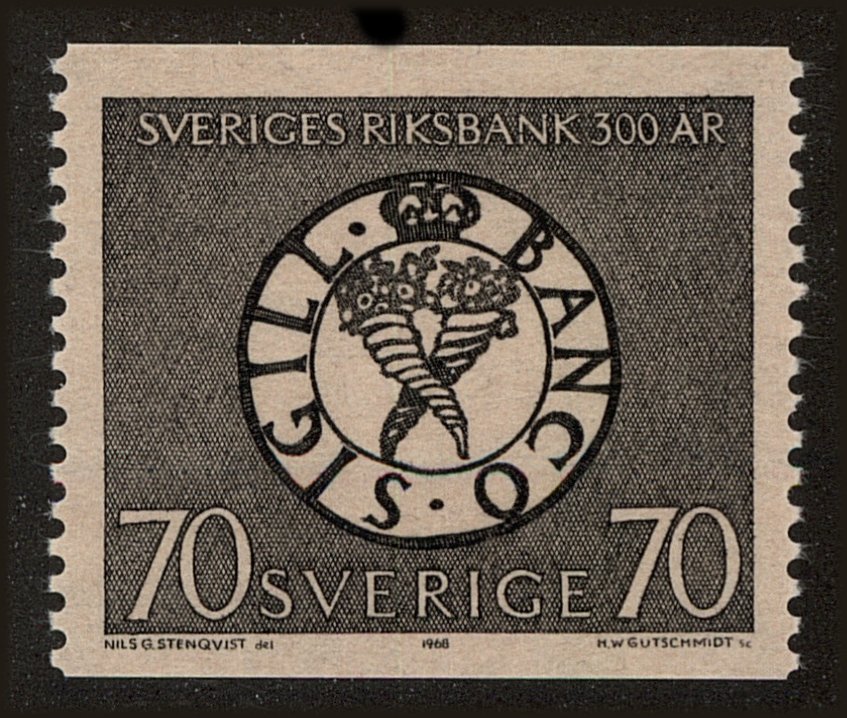 SVERIGES RIKSBANK 300 ÅR
BANCO · SIGILL ·
70 SVERIGE 70
NILS G. STENQVIST del 1968 H.W GUTSCHMIDT sc